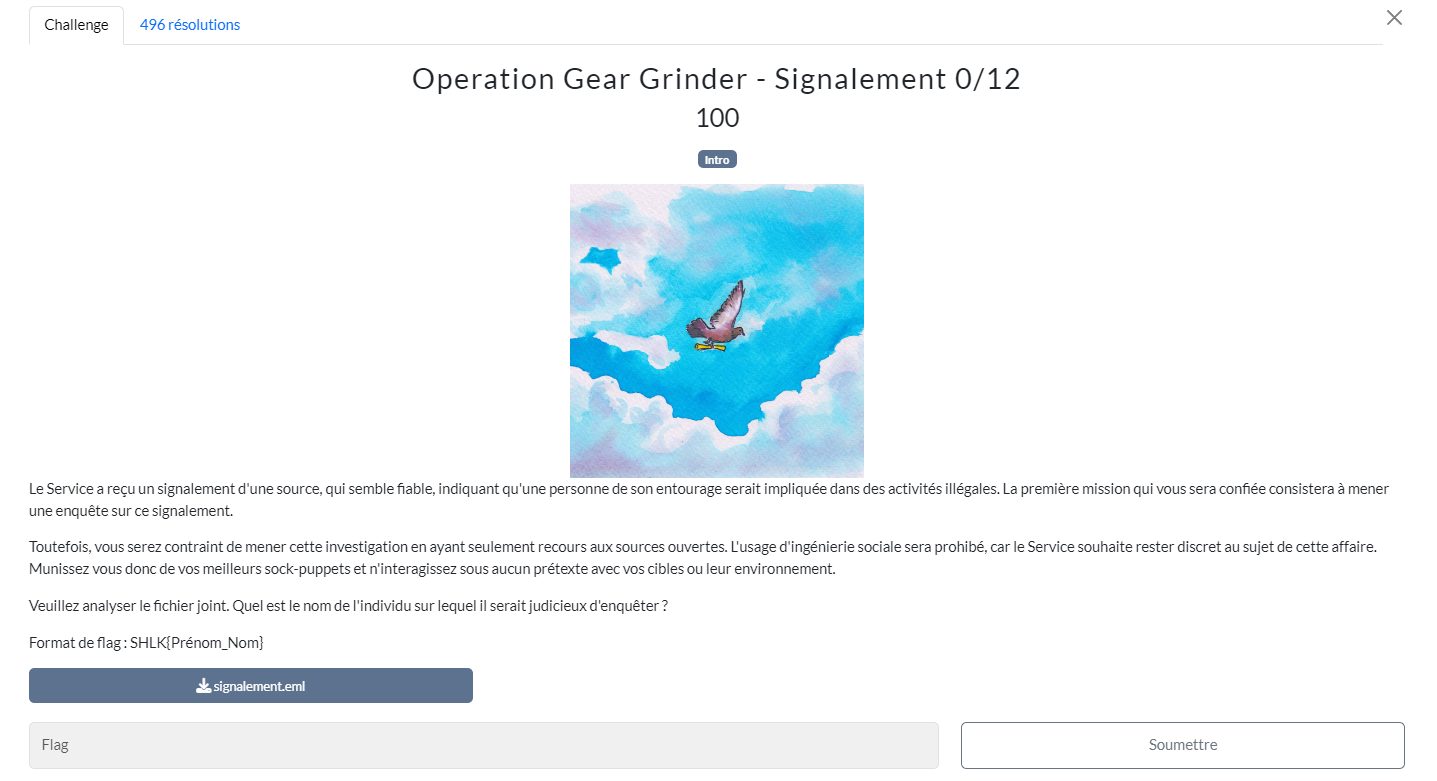 Challenge
496 résolutions
Operation Gear Grinder - Signalement 0/12
100
Intro
Le Service a reçu un signalement d'une source, qui semble fiable, indiquant qu'une personne de son entourage serait impliquée dans des activités illégales. La première mission qui vous sera confiée consistera à mener
une enquête sur ce signalement.
Toutefois, vous serez contraint de mener cette investigation en ayant seulement recours aux sources ouvertes. L'usage d'ingénierie sociale sera prohibé, car le Service souhaite rester discret au sujet de cette affaire.
Munissez vous donc de vos meilleurs sock-puppets et n'interagissez sous aucun prétexte avec vos cibles ou leur environnement.
Veuillez analyser le fichier joint. Quel est le nom de l'individu sur lequel il serait judicieux d'enquêter ?
Format de flag : SHLK{Prénom_Nom}
signalement.eml
Flag
Soumettre